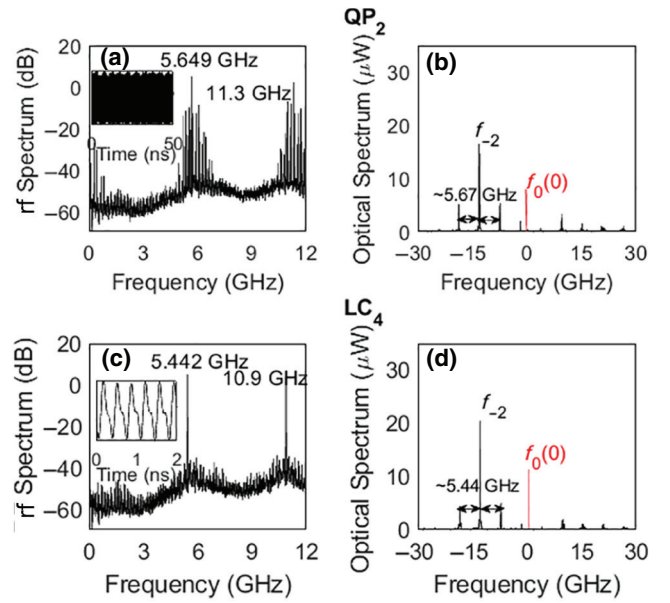 QP2
(a)
5.649 GHz
11.3 GHz
20
0
−20
−40
−60
rf Spectrum (dB)
0
50
Time (ns)
0
3
6
9
12
Frequency (GHz)
(b)
30
20
10
0
Optical Spectrum (µW)
f−2
~5.67 GHz
f0(0)
−30
−15
0
15
30
Frequency (GHz)
LC4
(c)
5.442 GHz
10.9 GHz
20
0
−20
−40
−60
rf Spectrum (dB)
0
1
2
Time (ns)
0
3
6
9
12
Frequency (GHz)
(d)
30
20
10
0
Optical Spectrum (µW)
f−2
~5.44 GHz
f0(0)
−30
−15
0
15
30
Frequency (GHz)